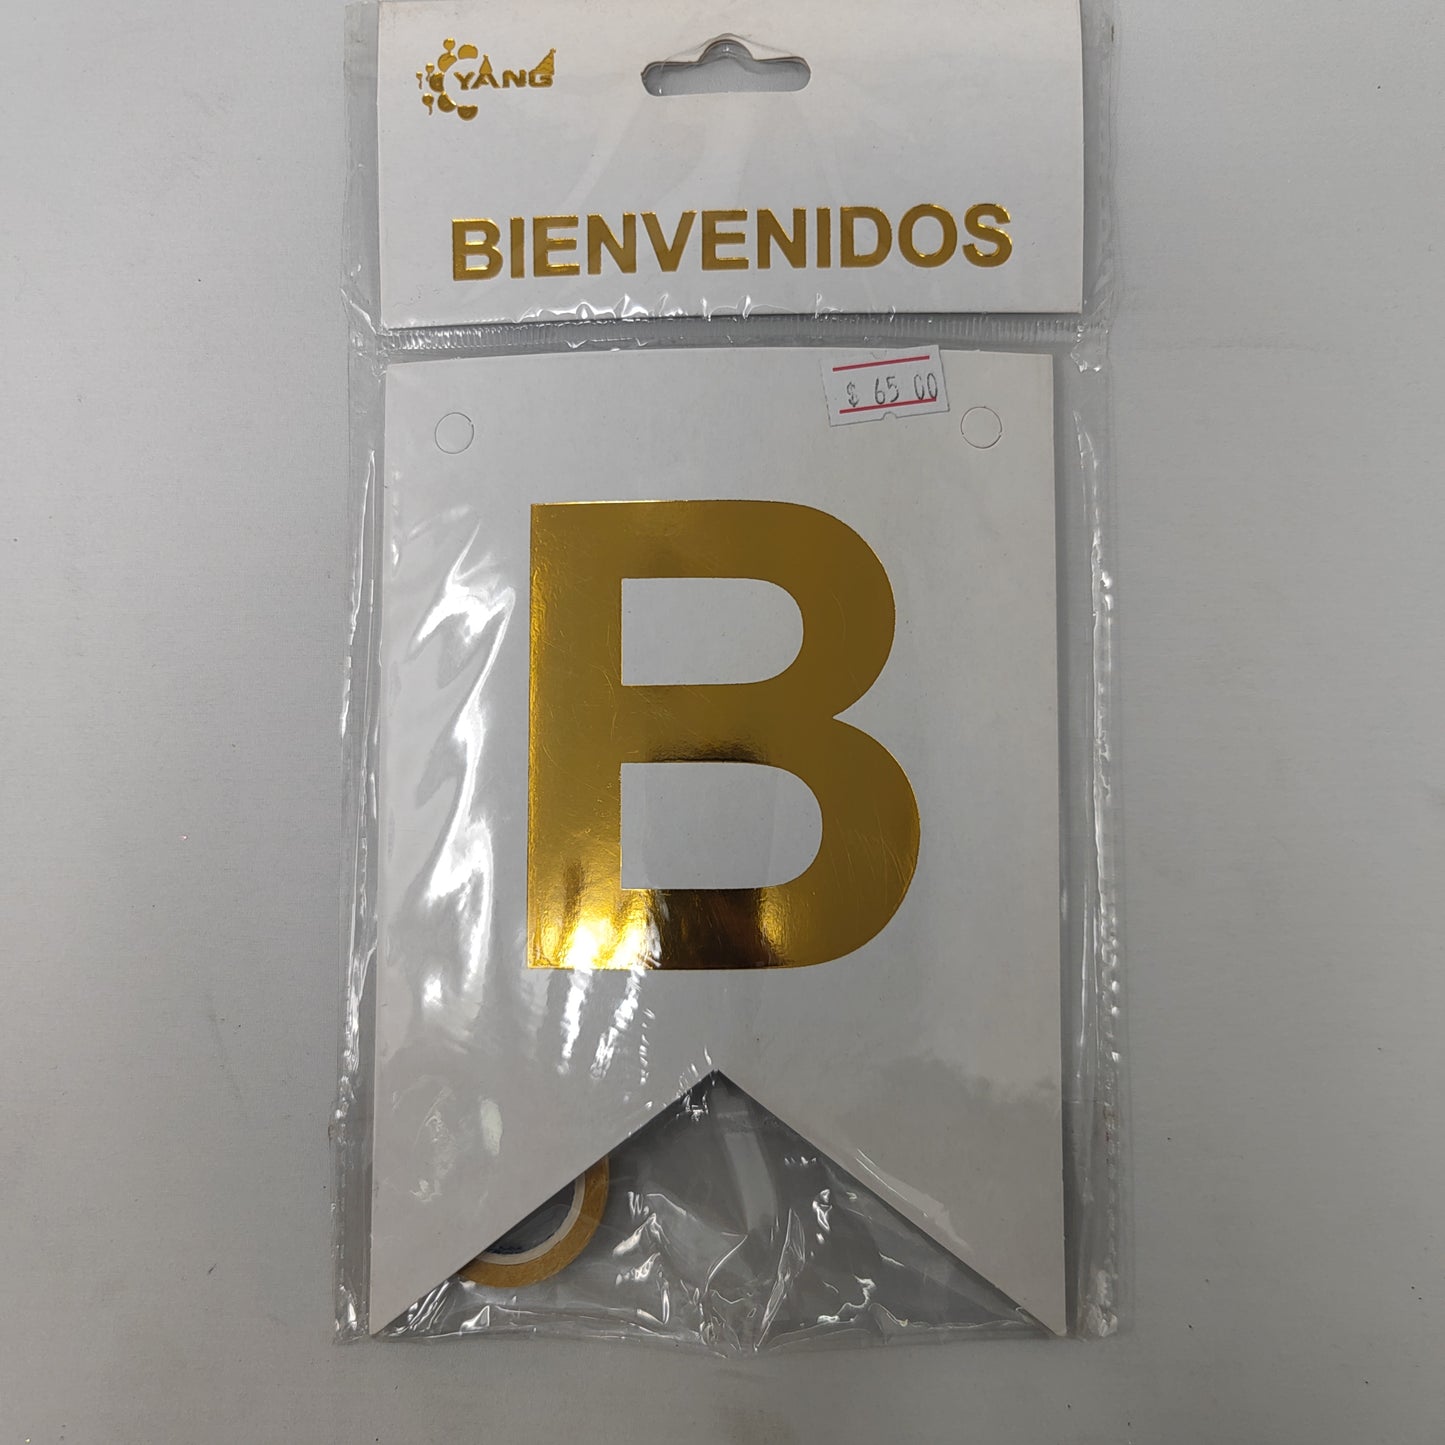 YANG
BIENVENIDOS
$ 65 00
B